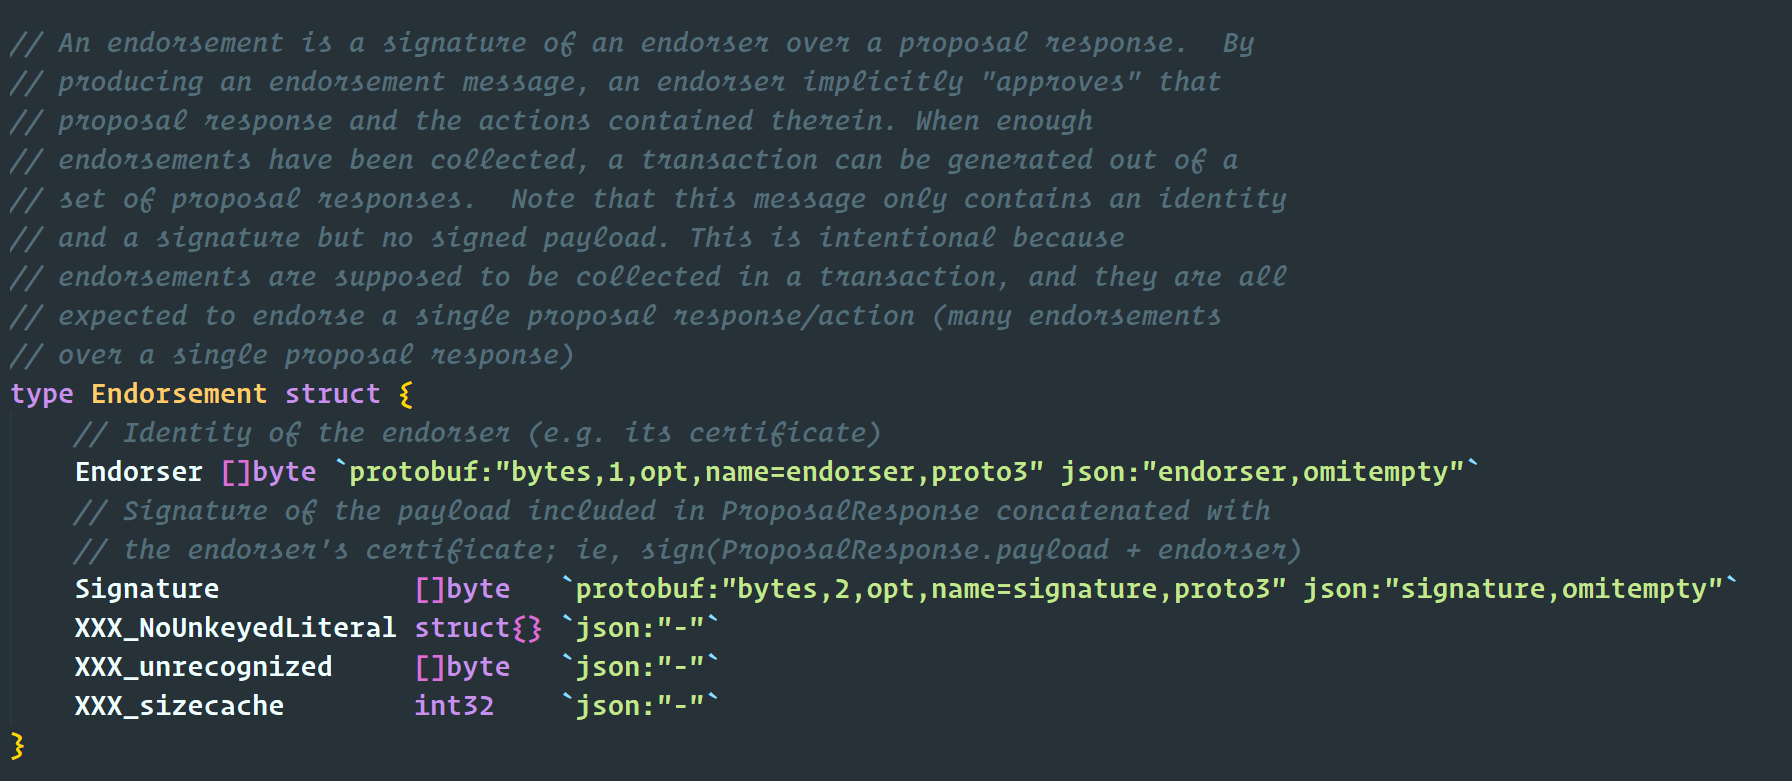 // An endorsement is a signature of an endorser over a proposal response.  By
// producing an endorsement message, an endorser implicitly "approves" that
// proposal response and the actions contained therein. When enough
// endorsements have been collected, a transaction can be generated out of a
// set of proposal responses.  Note that this message only contains an identity
// and a signature but no signed payload. This is intentional because
// endorsements are supposed to be collected in a transaction, and they are all
// expected to endorse a single proposal response/action (many endorsements
// over a single proposal response)
type Endorsement struct {
    // Identity of the endorser (e.g. its certificate)
    Endorser []byte `protobuf:"bytes,1,opt,name=endorser,proto3" json:"endorser,omitempty"`
    // Signature of the payload included in ProposalResponse concatenated with
    // the endorser's certificate; ie, sign(ProposalResponse.payload + endorser)
    Signature            []byte   `protobuf:"bytes,2,opt,name=signature,proto3" json:"signature,omitempty"`
    XXX_NoUnkeyedLiteral struct{} `json:"-"`
    XXX_unrecognized     []byte   `json:"-"`
    XXX_sizecache        int32    `json:"-"`
}